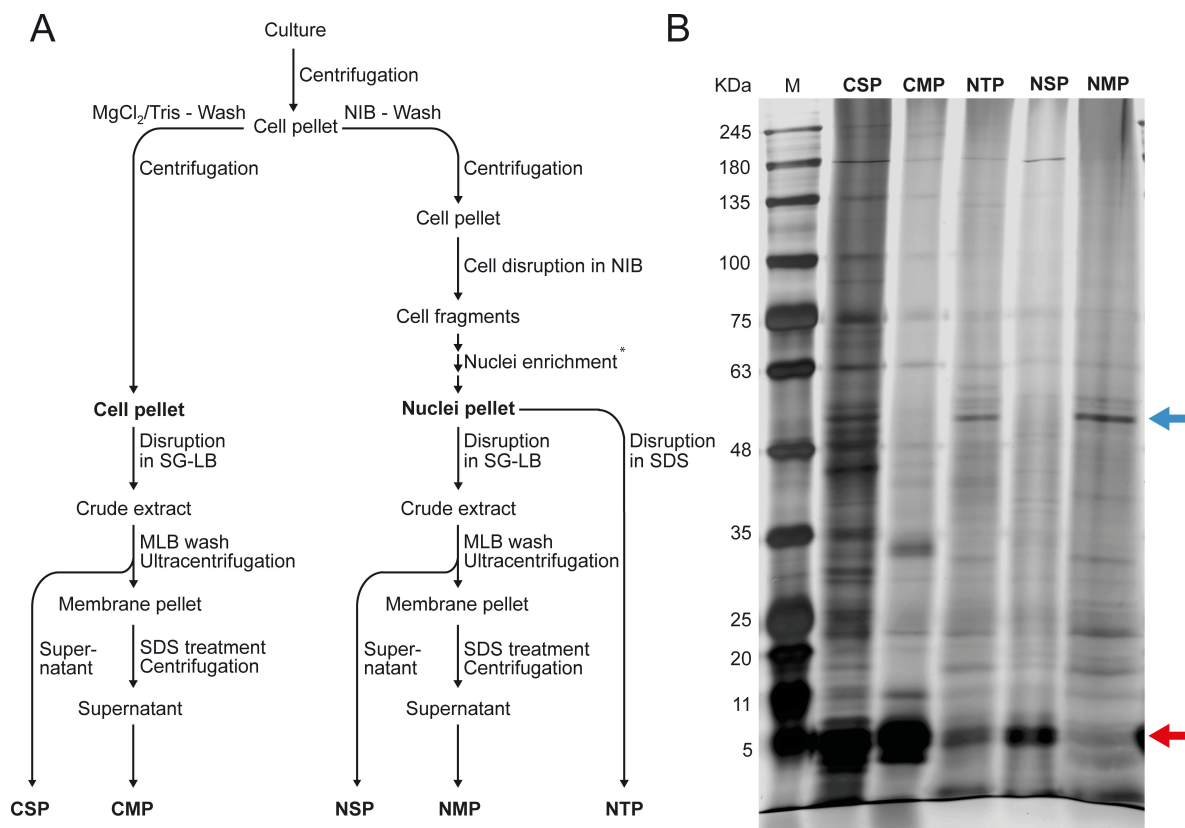 A
Culture
Centrifugation
MgCl2/Tris - Wash
NIB - Wash
Cell pellet
Centrifugation
Centrifugation
Cell pellet
Cell disruption in NIB
Cell fragments
Nuclei enrichment*
Cell pellet
Nuclei pellet
Disruption
in SG-LB
Disruption
in SG-LB
Disruption
in SDS
Crude extract
Crude extract
MLB wash
Ultracentrifugation
MLB wash
Ultracentrifugation
Membrane pellet
Membrane pellet
Super-
natant
SDS treatment
Centrifugation
Super-
natant
SDS treatment
Centrifugation
Supernatant
Supernatant
CSP
CMP
NSP
NMP
NTP
B
KDa
M
CSP
CMP
NTP
NSP
NMP
245
180
135
100
75
63
48
35
25
20
11
5